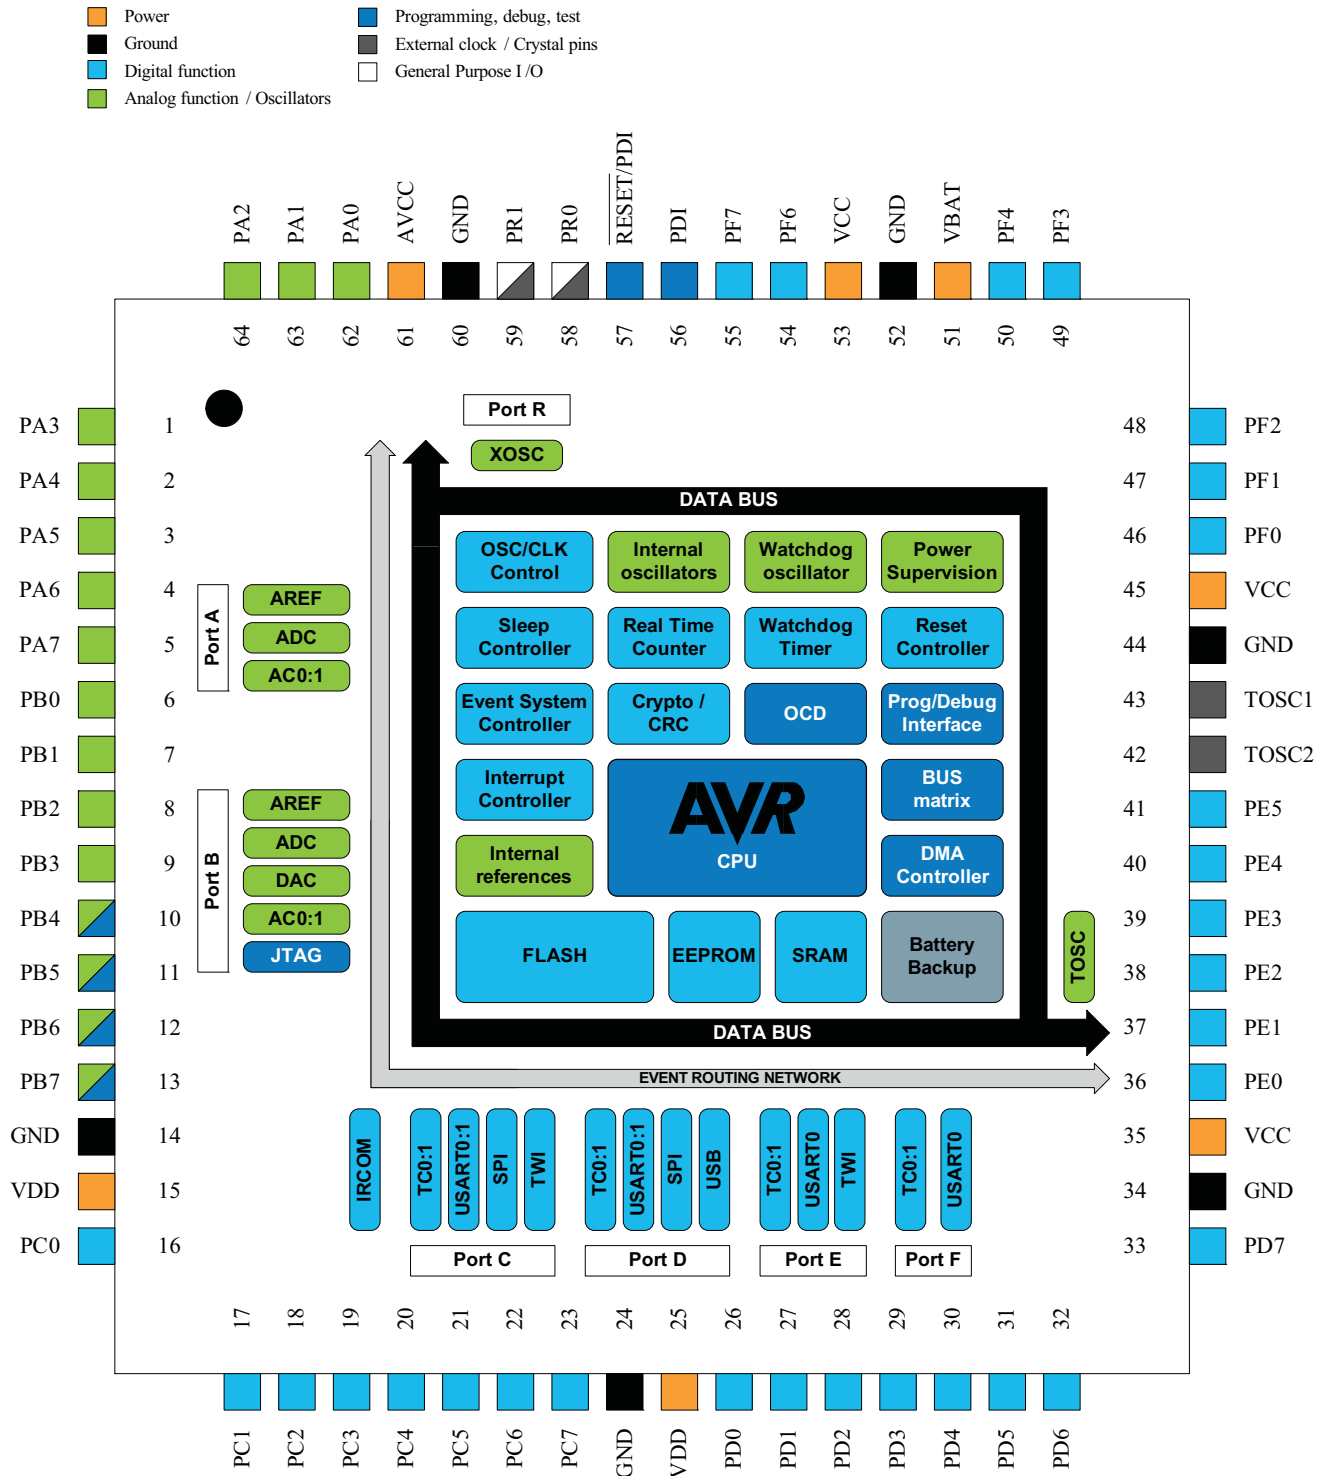 Power
Ground
Digital function
Analog function / Oscillators
Programming, debug, test
External clock / Crystal pins
General Purpose I /O
PA2
PA1
PA0
AVCC
GND
PR1
PR0
RESET/PDI
PDI
PF7
PF6
VCC
GND
VBAT
PF4
PF3
64
63
62
61
60
59
58
57
56
55
54
53
52
51
50
49
PA3 1
PA4 2
PA5 3
PA6 4
PA7 5
PB0 6
PB1 7
PB2 8
PB3 9
PB4 10
PB5 11
PB6 12
PB7 13
GND 14
VDD 15
PC0 16
Port A
AREF
ADC
AC0:1
Port B
AREF
ADC
DAC
AC0:1
JTAG
Port R
XOSC
DATA BUS
OSC/CLK
Control
Internal
oscillators
Watchdog
oscillator
Power
Supervision
Sleep
Controller
Real Time
Counter
Watchdog
Timer
Reset
Controller
Event System
Controller
Crypto /
CRC
OCD
Prog/Debug
Interface
Interrupt
Controller
AVR
CPU
BUS
matrix
Internal
references
DMA
Controller
FLASH
EEPROM
SRAM
Battery
Backup
TOSC
DATA BUS
EVENT ROUTING NETWORK
IRCOM
TC0:1
USART0:1
SPI
TWI
Port C
TC0:1
USART0:1
SPI
USB
Port D
TC0:1
USART0
TWI
Port E
TC0:1
USART0
Port F
48 PF2
47 PF1
46 PF0
45 VCC
44 GND
43 TOSC1
42 TOSC2
41 PE5
40 PE4
39 PE3
38 PE2
37 PE1
36 PE0
35 VCC
34 GND
33 PD7
17
18
19
20
21
22
23
24
25
26
27
28
29
30
31
32
PC1
PC2
PC3
PC4
PC5
PC6
PC7
GND
VDD
PD0
PD1
PD2
PD3
PD4
PD5
PD6